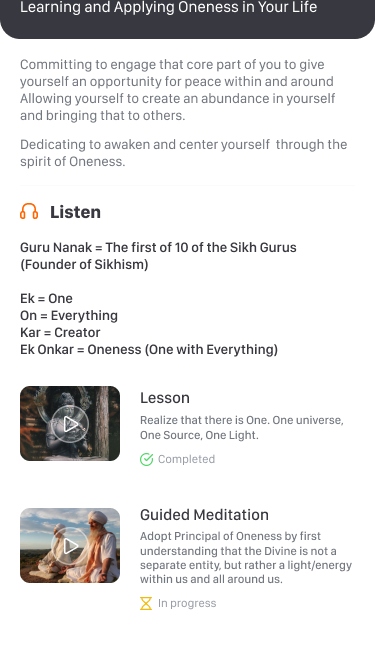 Learning and Applying Oneness in Your Life
Committing to engage that core part of you to give
yourself an opportunity for peace within and around
Allowing yourself to create an abundance in yourself
and bringing that to others.
Dedicating to awaken and center yourself through the
spirit of Oneness.
Listen
Guru Nanak = The first of 10 of the Sikh Gurus
(Founder of Sikhism)
Ek = One
On = Everything
Kar = Creator
Ek Onkar = Oneness (One with Everything)
Lesson
Realize that there is One. One universe,
One Source, One Light.
Completed
Guided Meditation
Adopt Principal of Oneness by first
understanding that the Divine is not a
separate entity, but rather a light/energy
within us and all around us.
In progress